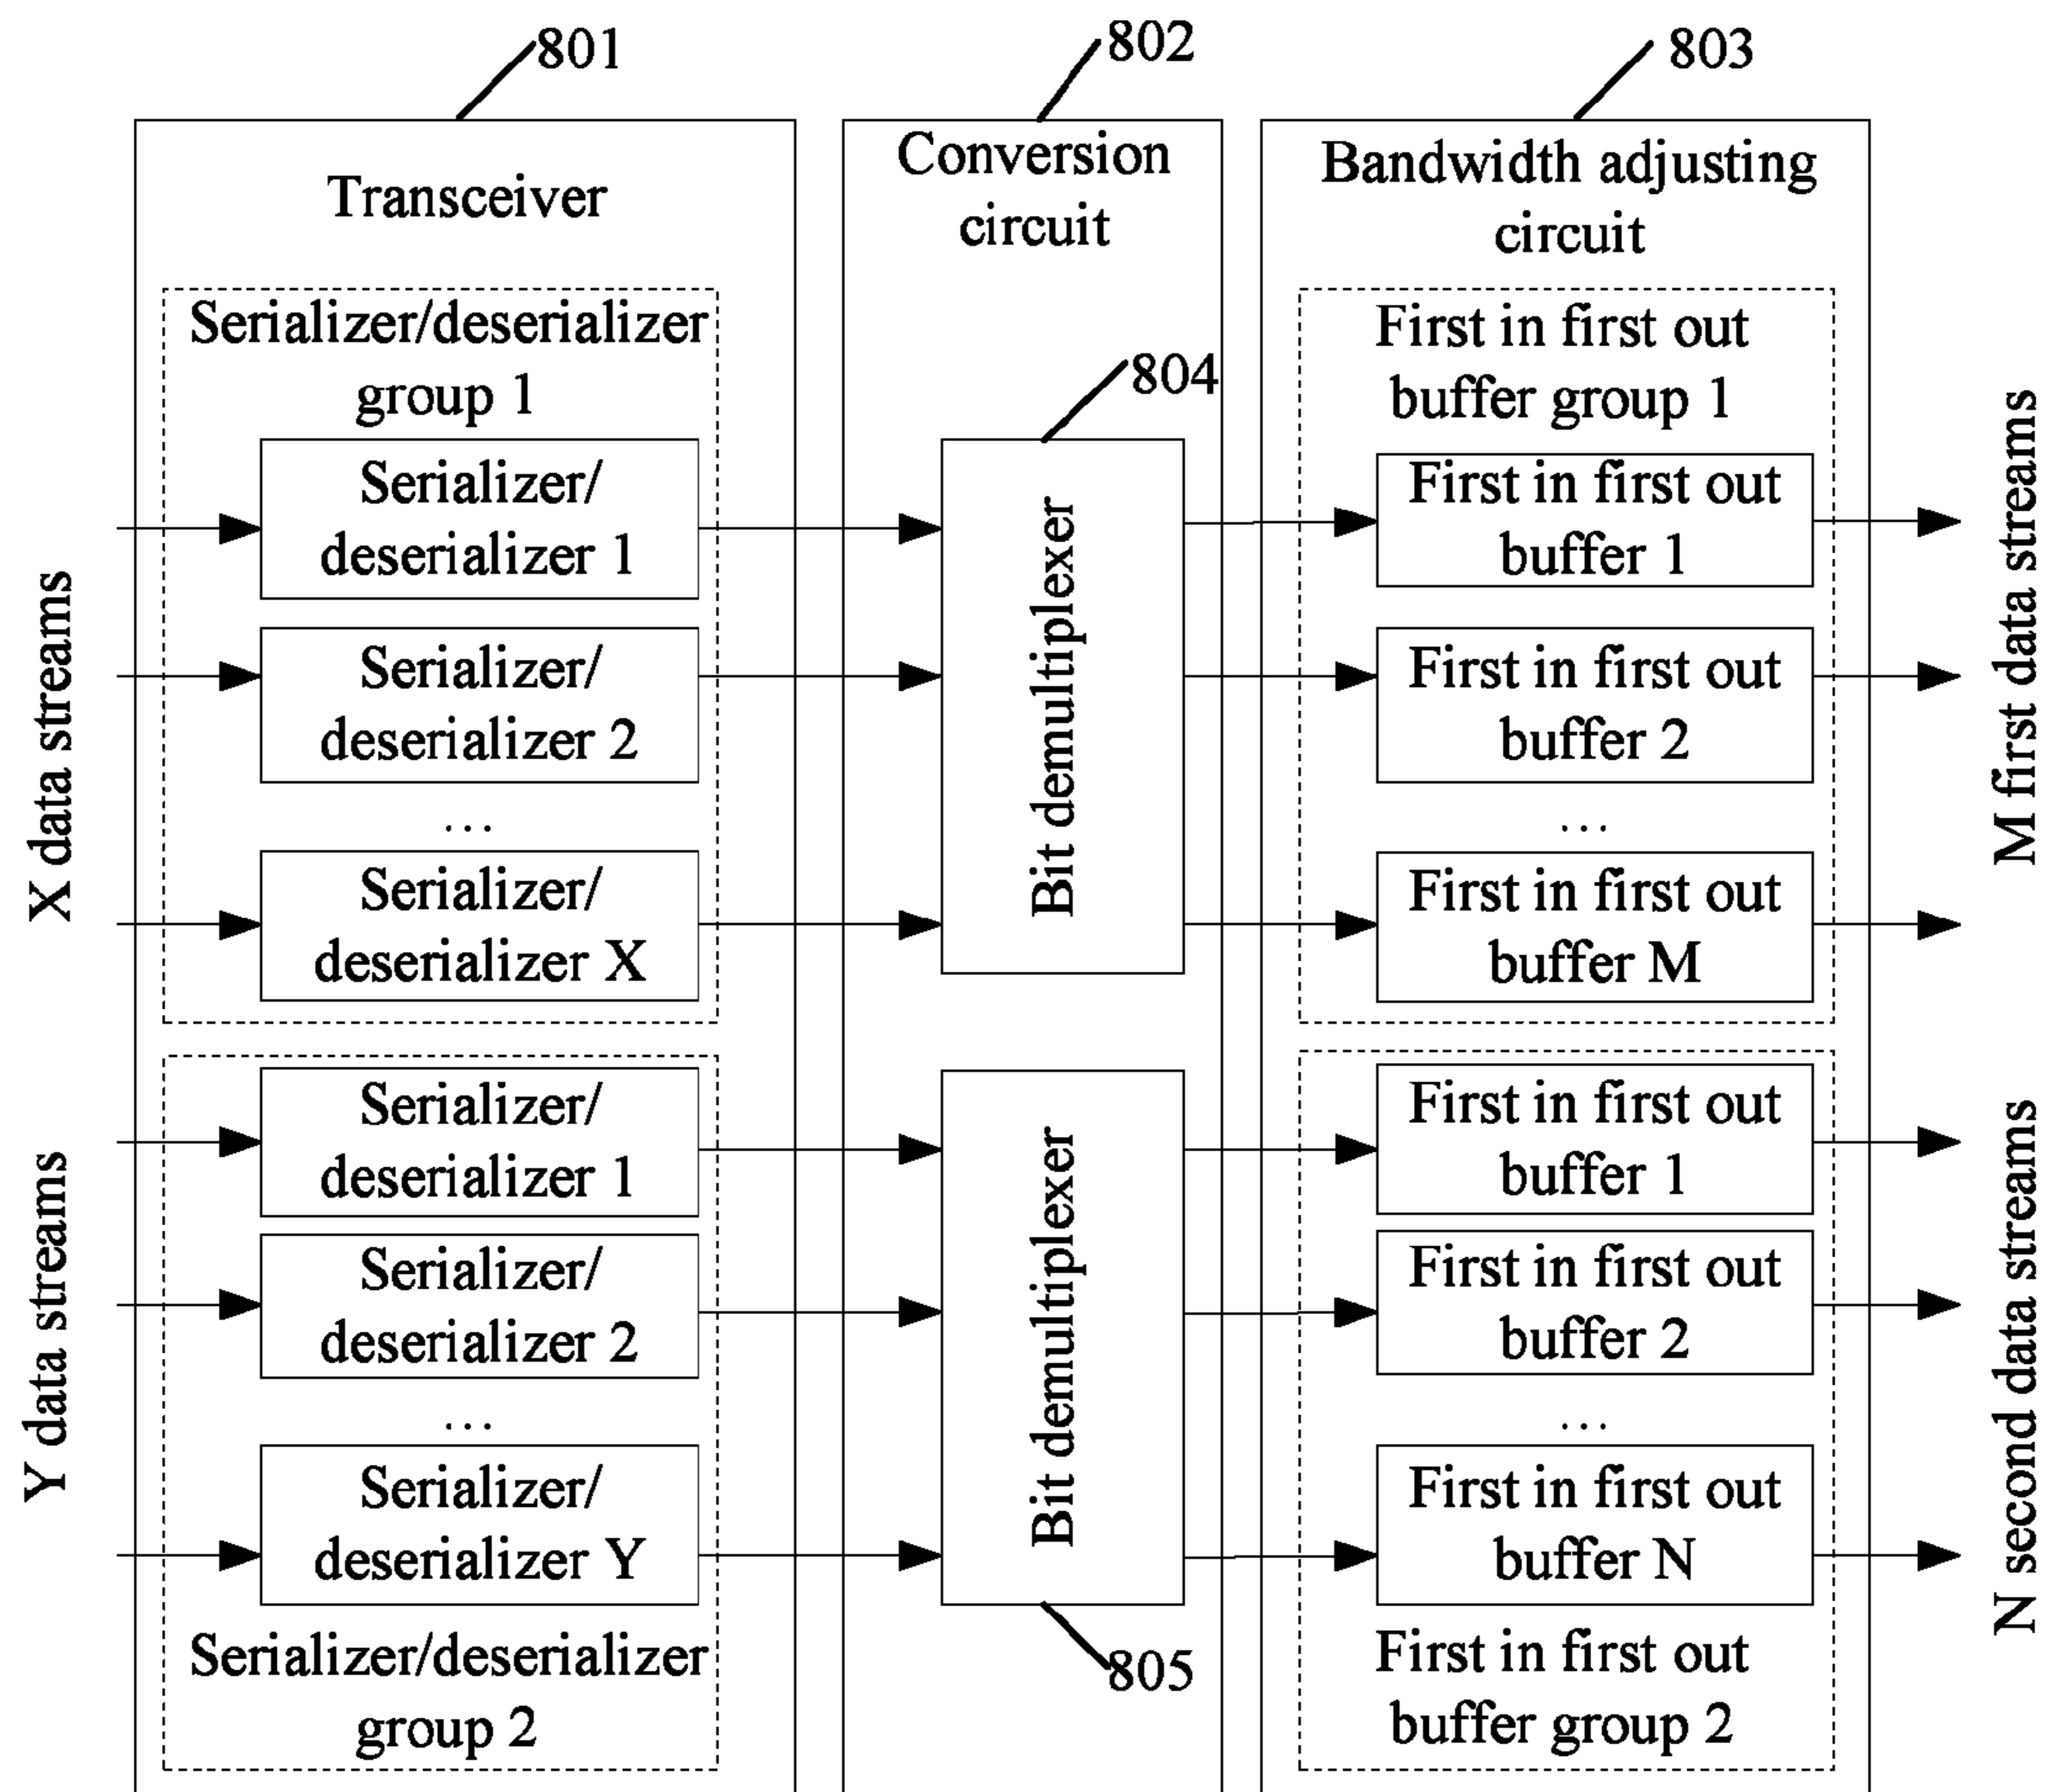 801
802
803
Transceiver
Conversion
circuit
Bandwidth adjusting
circuit
Serializer/deserializer
group 1
Serializer/
deserializer 1
Serializer/
deserializer 2
...
Serializer/
deserializer X
X data streams
804
Bit demultiplexer
First in first out
buffer group 1
First in first out
buffer 1
First in first out
buffer 2
...
First in first out
buffer M
M first data streams
Y data streams
Serializer/
deserializer 1
Serializer/
deserializer 2
...
Serializer/
deserializer Y
Serializer/deserializer
group 2
Bit demultiplexer
805
First in first out
buffer 1
First in first out
buffer 2
...
First in first out
buffer N
First in first out
buffer group 2
N second data streams